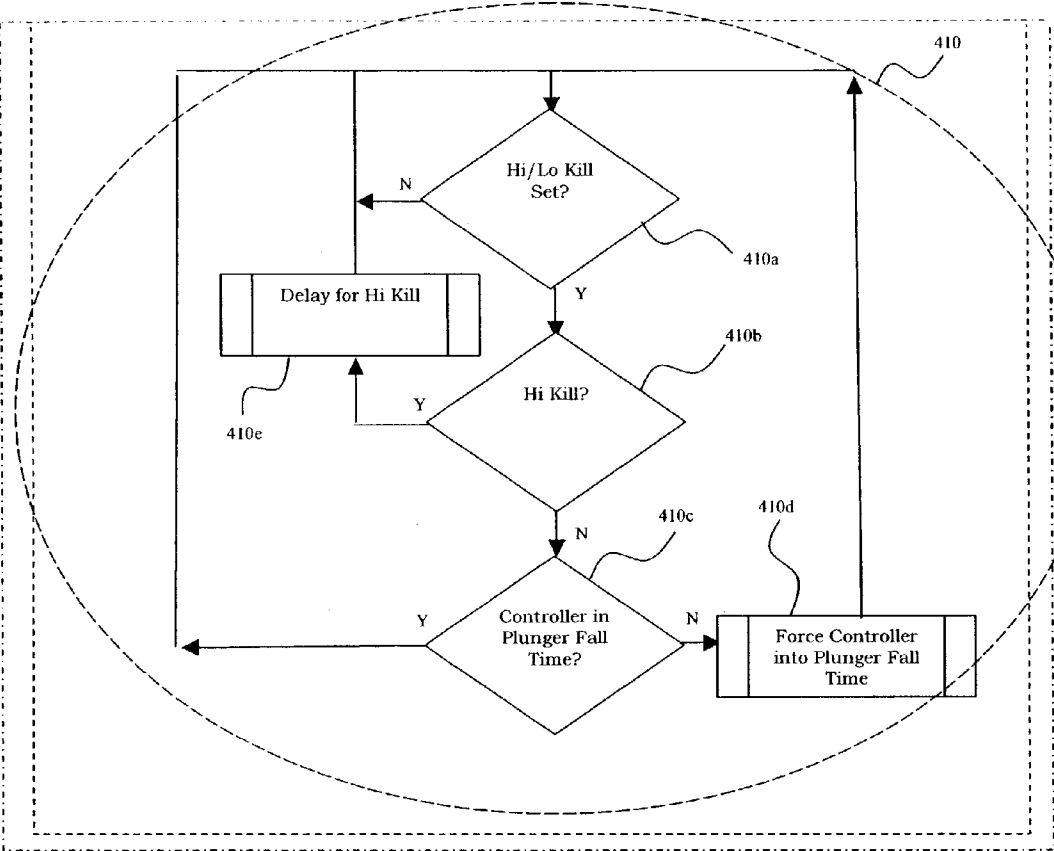 410
Hi/Lo Kill
Set?
N
410a
Y
Delay for Hi Kill
410b
Hi Kill?
Y
410e
N
410c
410d
Controller in
Plunger Fall
Time?
Y
N
Force Controller
into Plunger Fall
Time